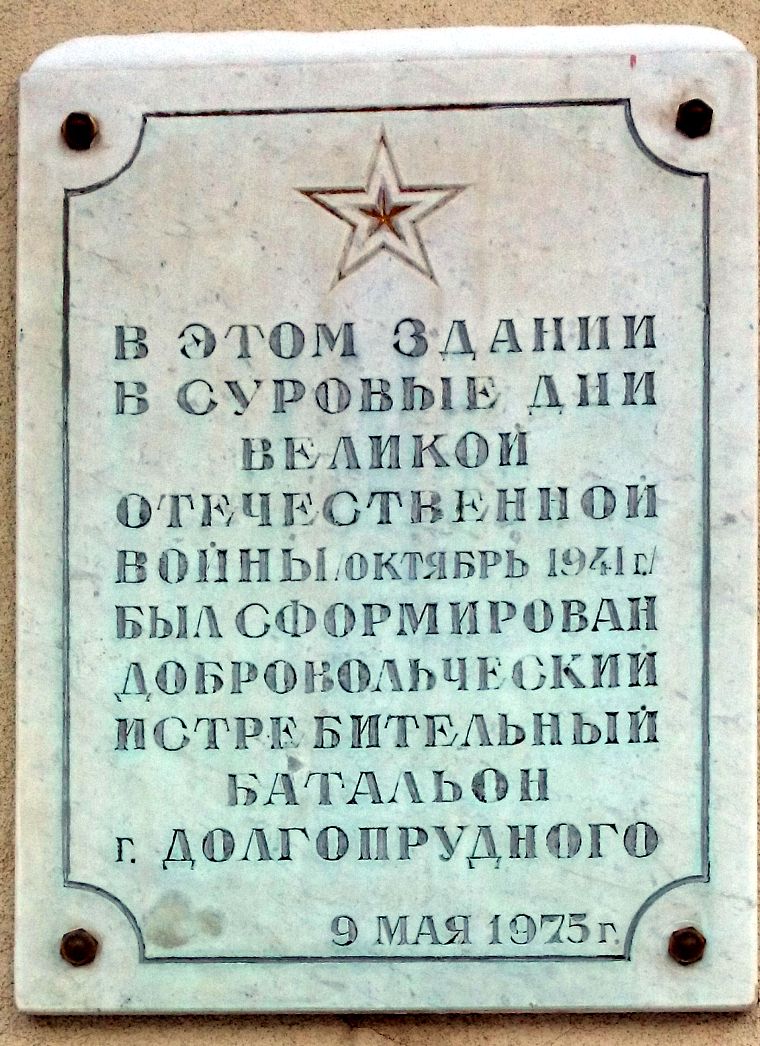 В ЭТОМ ЗДАНИИ
В СУРОВЫЕ ДНИ
ВЕЛИКОЙ
ОТЕЧЕСТВЕННОЙ
ВОЙНЫ /ОКТЯБРЬ 1941 г./
БЫЛ СФОРМИРОВАН
ДОБРОВОЛЬЧЕСКИЙ
ИСТРЕБИТЕЛЬНЫЙ
БАТАЛЬОН
г. ДОЛГОПРУДНОГО
9 МАЯ 1975 г.